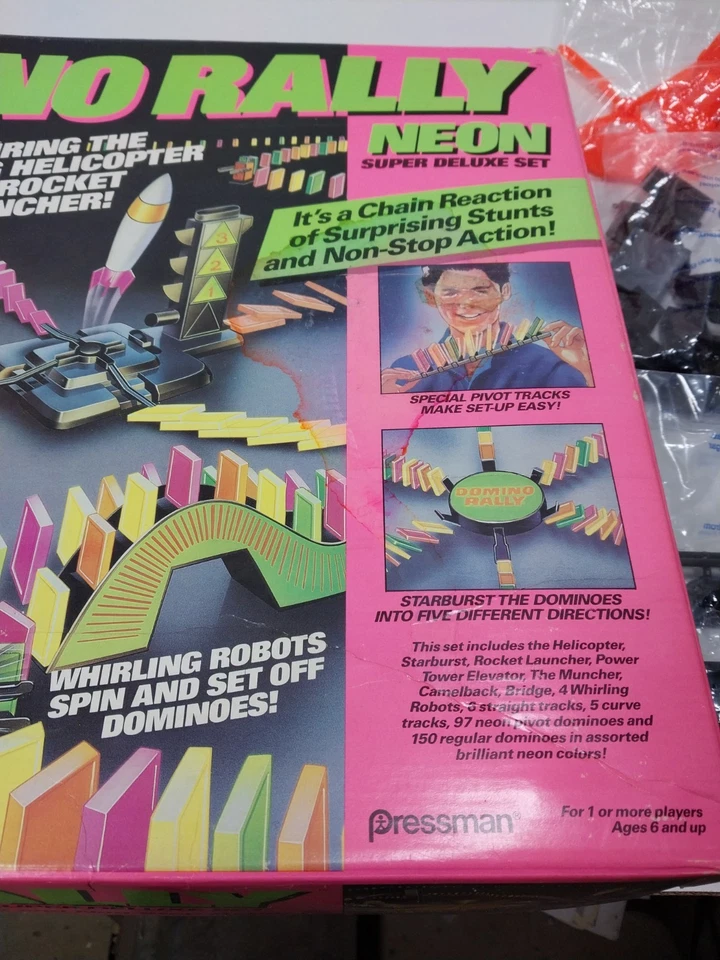 NO RALLY
NEON
SUPER DELUXE SET
RING THE
HELICOPTER
ROCKET
NCHER!
It's a Chain Reaction
of Surprising Stunts
and Non-Stop Action!
3
2
1
SPECIAL PIVOT TRACKS
MAKE SET-UP EASY!
DOMINO
RALLY
STARBURST THE DOMINOES
INTO FIVE DIFFERENT DIRECTIONS!
WHIRLING ROBOTS
SPIN AND SET OFF
DOMINOES!
This set includes the Helicopter,
Starburst, Rocket Launcher, Power
Tower Elevator, The Muncher,
Camelback, Bridge, 4 Whirling
Robots, 6 straight tracks, 5 curve
tracks, 97 neon pivot dominoes and
150 regular dominoes in assorted
brilliant neon colors!
pressman®
For 1 or more players
Ages 6 and up